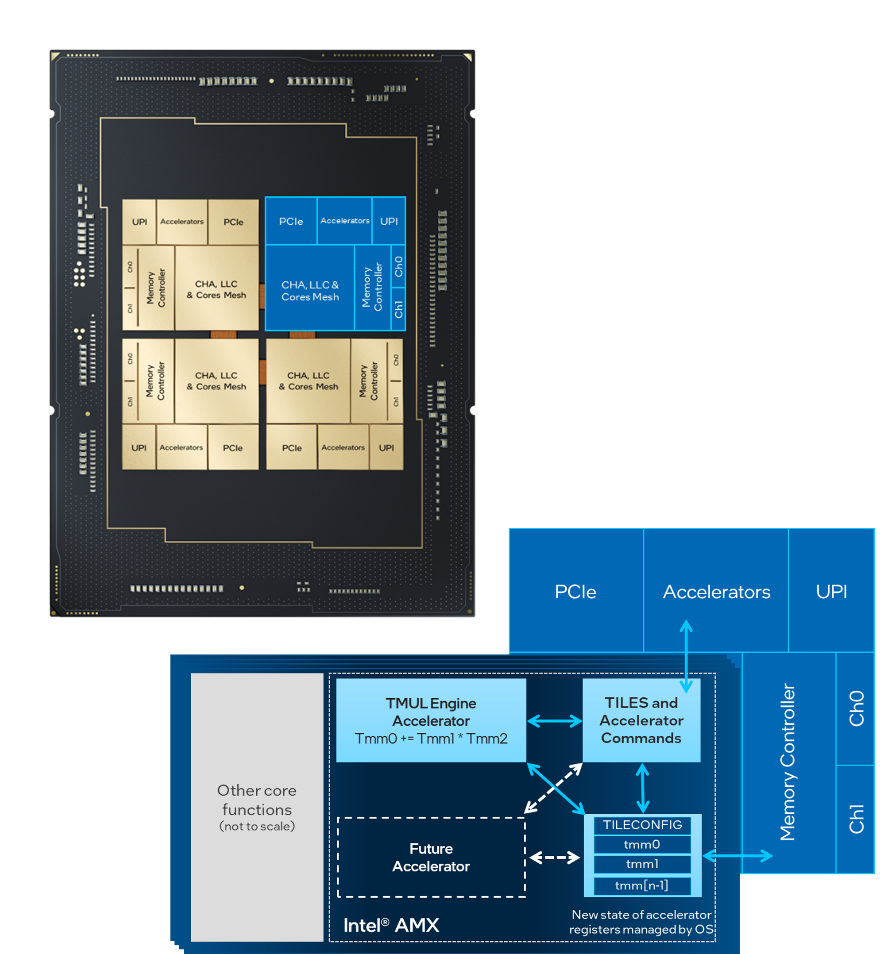 UPI
Accelerators
PCIe
Ch0
Ch1
Memory
Controller
CHA, LLC
& Cores Mesh
PCIe
Accelerators
UPI
CHA, LLC &
Cores Mesh
Memory
Controller
Ch0
Ch1
Ch0
Ch1
Memory
Controller
CHA, LLC
& Cores Mesh
UPI
Accelerators
PCIe
CHA, LLC
& Cores Mesh
Memory
Controller
Ch0
Ch1
PCIe
Accelerators
UPI
PCIe
Accelerators
UPI
Memory Controller
Ch0
Ch1
Other core
functions
(not to scale)
TMUL Engine
Accelerator
Tmm0 += Tmm1 * Tmm2
TILES and
Accelerator
Commands
Future
Accelerator
TILECONFIG
tmm0
tmm1
tmm[n-1]
Intel® AMX
New state of accelerator
registers managed by OS